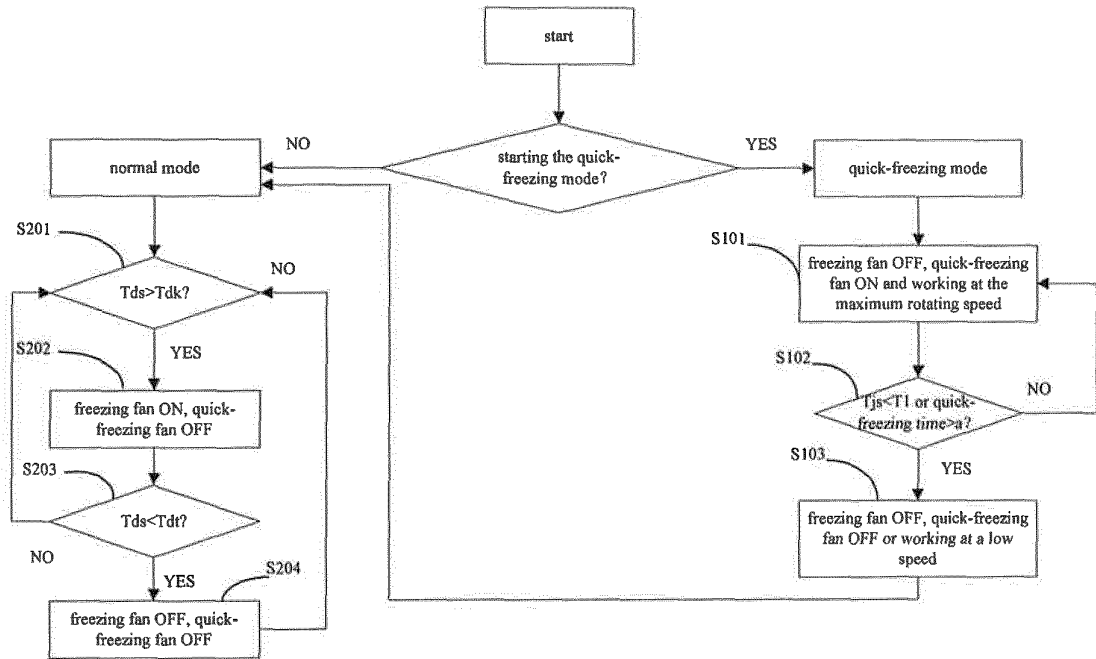 start
NO
starting the quick-
freezing mode?
YES
normal mode
quick-freezing mode
S201
Tds>Tdk?
NO
YES
S202
freezing fan ON, quick-
freezing fan OFF
S203
Tds<Tdt?
NO
YES
S204
freezing fan OFF, quick-
freezing fan OFF
S101
freezing fan OFF, quick-freezing
fan ON and working at the
maximum rotating speed
S102
Tjs<T1 or quick-
freezing time>a?
NO
YES
S103
freezing fan OFF, quick-freezing
fan OFF or working at a low
speed